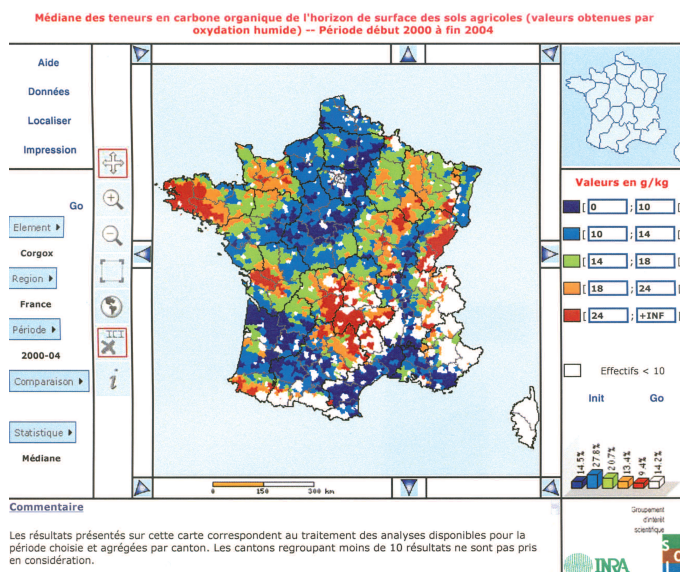 Médiane des teneurs en carbone organique de l'horizon de surface des sols agricoles (valeurs obtenues par
oxydation humide) -- Période début 2000 à fin 2004
Aide
Données
Localiser
Impression
Go
Element
Corgox
Region
France
Période
2000-04
Comparaison
Statistique
Médiane
ICI
i
0 150 300 km
Valeurs en g/kg
[ 0 ; 10 [
[ 10 ; 14 [
[ 14 ; 18 [
[ 18 ; 24 [
[ 24 ; +INF [
Effectifs < 10
Init Go
14.5% 27.8% 20.7% 13.4% 9.4% 14.2%
Commentaire
Les résultats présentés sur cette carte correspondent au traitement des analyses disponibles pour la
période choisie et agrégées par canton. Les cantons regroupant moins de 10 résultats ne sont pas pris
en considération.
Groupement
d'intérêt
scientifique
INRA
S